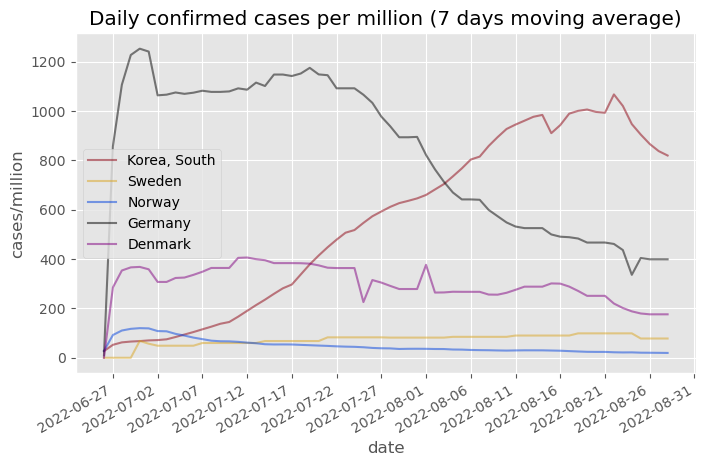 Daily confirmed cases per million (7 days moving average)
1200
1000
800
600
400
200
0
cases/million
Korea, South
Sweden
Norway
Germany
Denmark
2022-06-27
2022-07-02
2022-07-07
2022-07-12
2022-07-17
2022-07-22
2022-07-27
2022-08-01
2022-08-06
2022-08-11
2022-08-16
2022-08-21
2022-08-26
2022-08-31
date